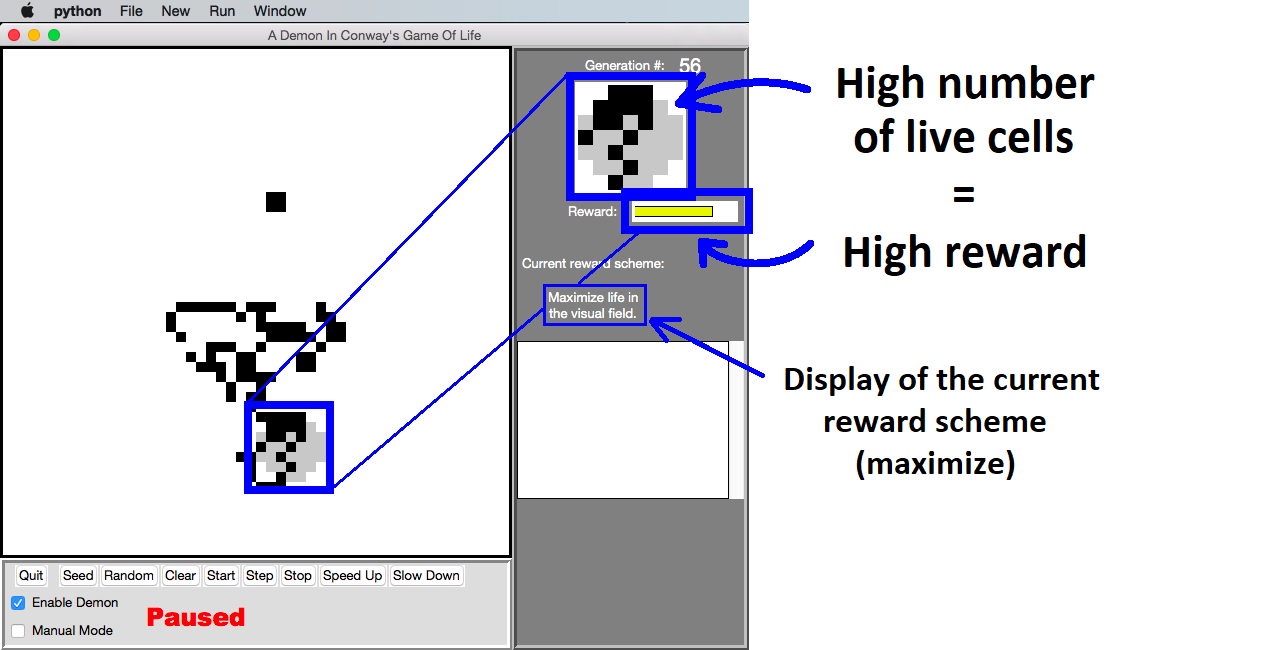 python File New Run Window
A Demon In Conway's Game Of Life
Generation #: 56
High number
of live cells
=
High reward
Reward:
Current reward scheme:
Maximize life in
the visual field.
Display of the current
reward scheme
(maximize)
Quit Seed Random Clear Start Step Stop Speed Up Slow Down
Enable Demon
Paused
Manual Mode